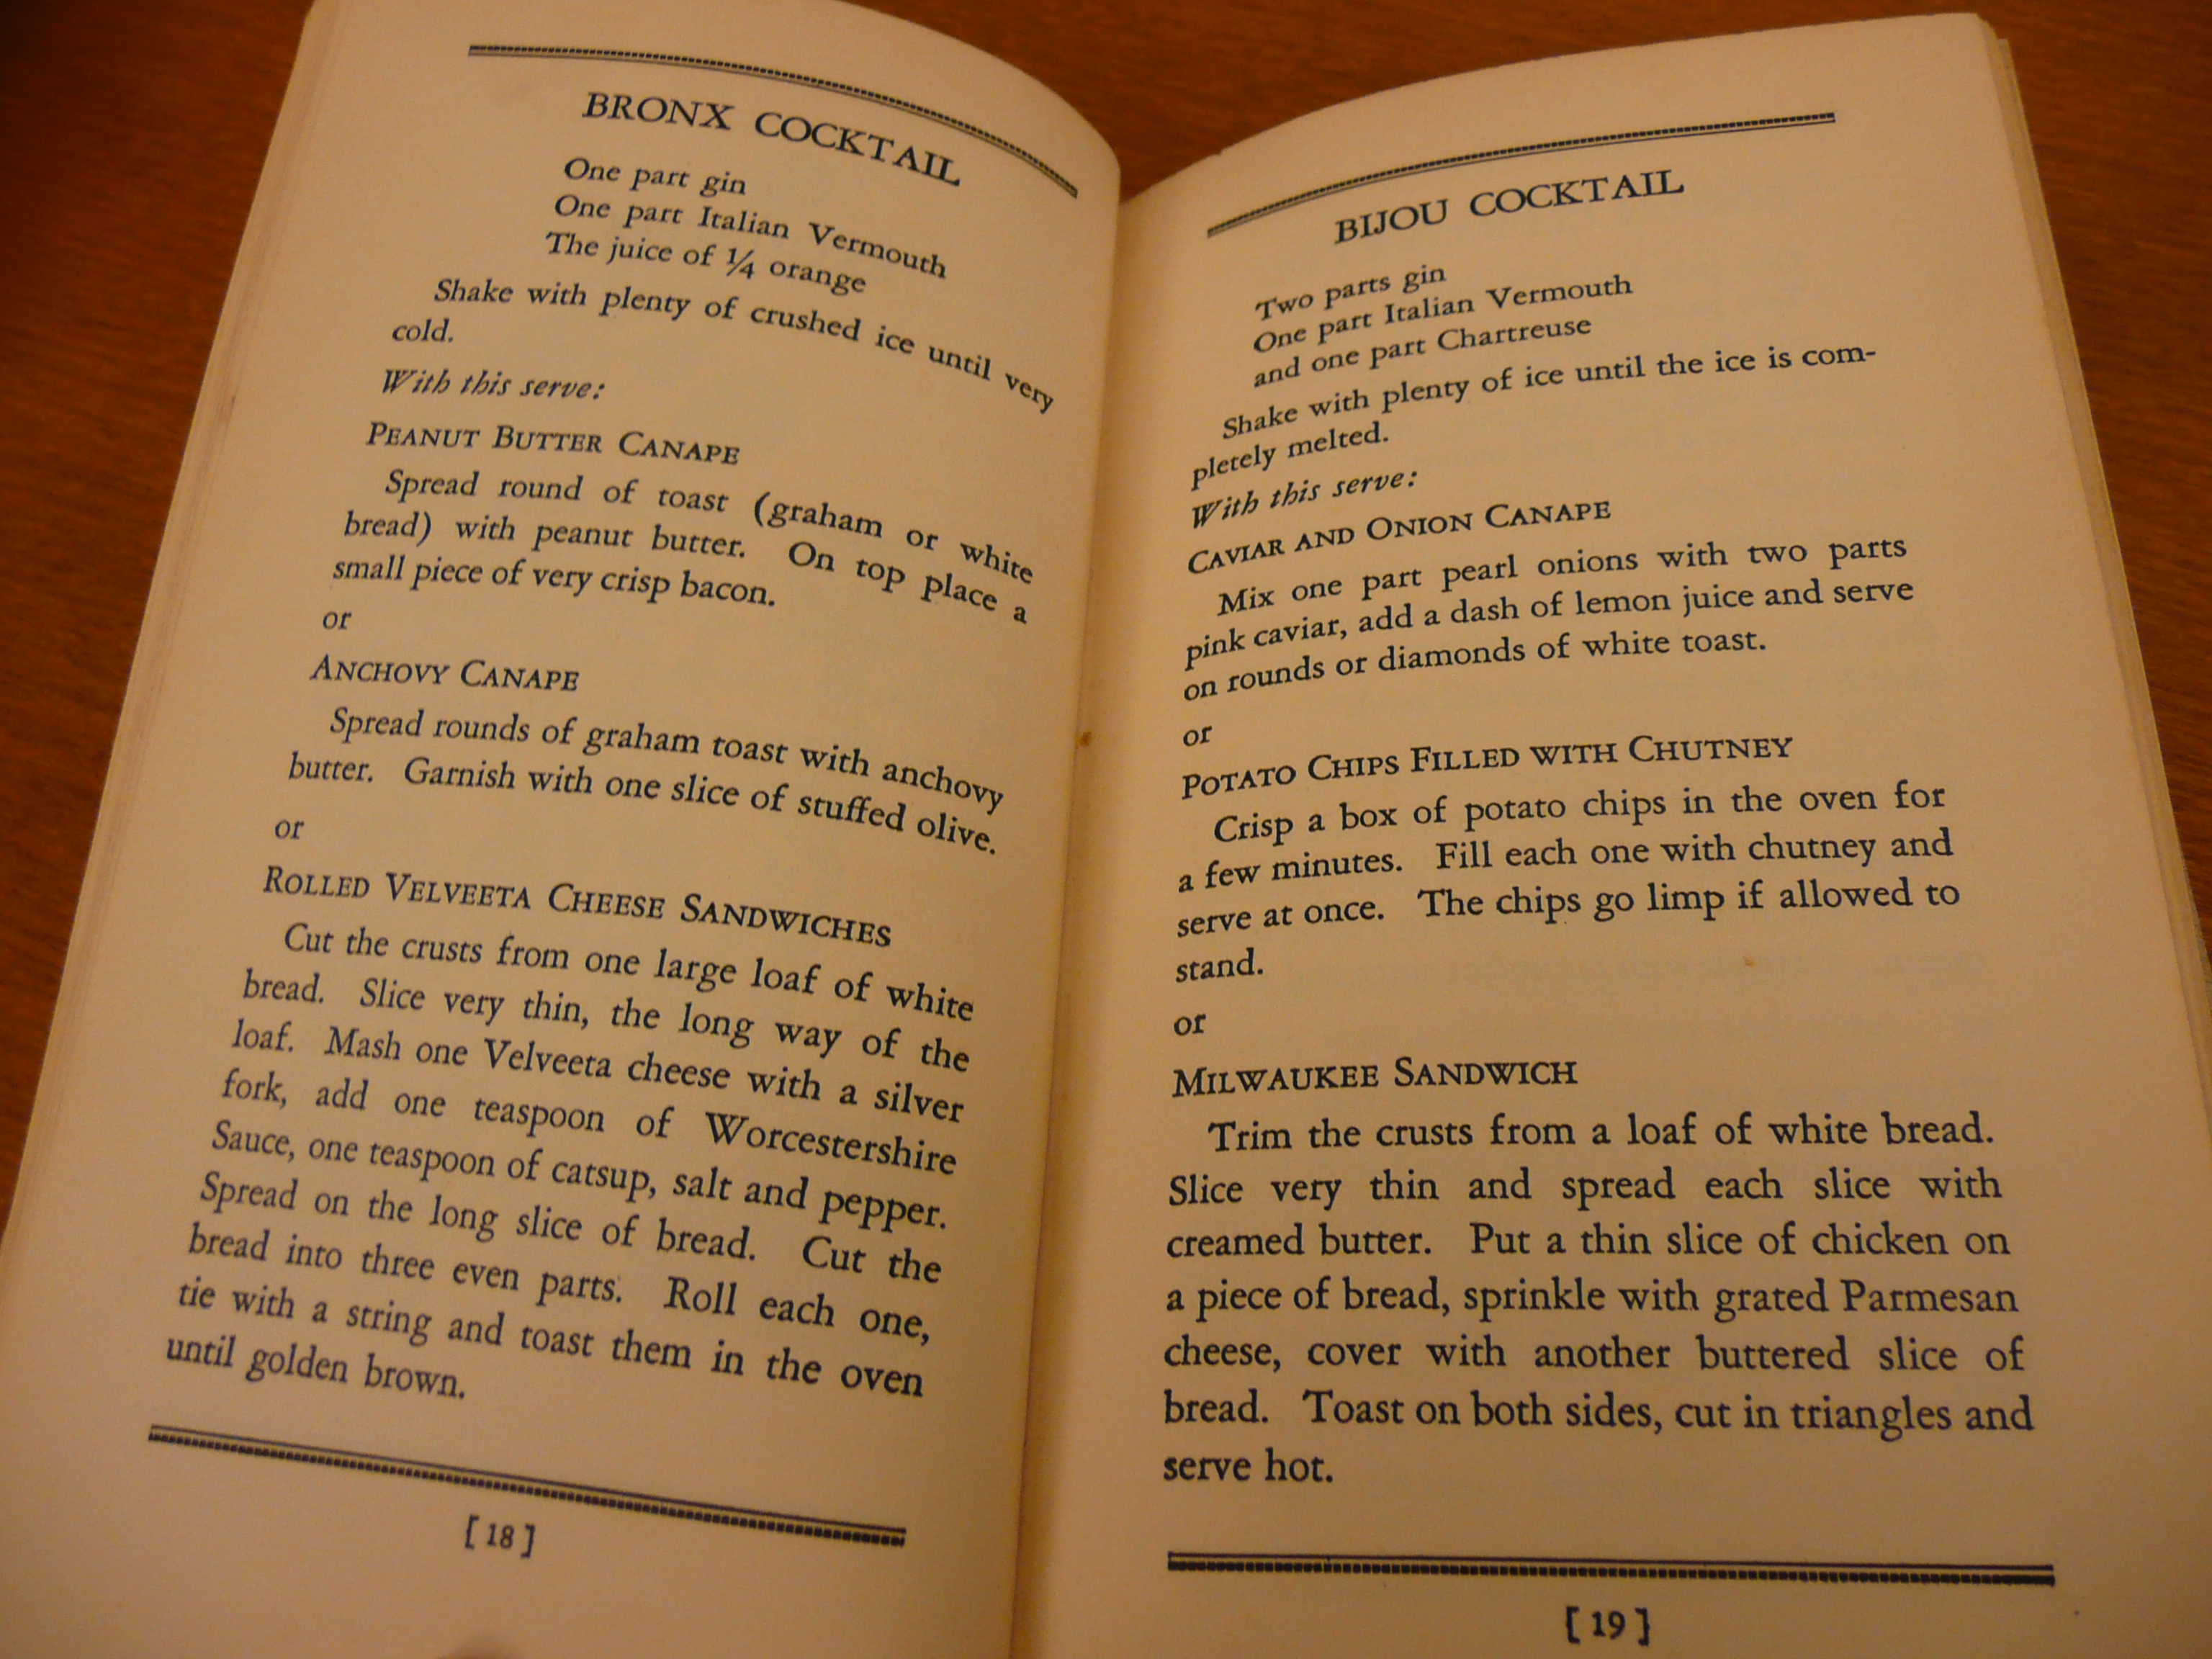 BRONX COCKTAIL
One part gin
One part Italian Vermouth
The juice of ¼ orange
Shake with plenty of crushed ice until very
cold.
With this serve:
PEANUT BUTTER CANAPE
Spread round of toast (graham or white
bread) with peanut butter. On top place a
small piece of very crisp bacon.
or
ANCHOVY CANAPE
Spread rounds of graham toast with anchovy
butter. Garnish with one slice of stuffed olive.
or
ROLLED VELVEETA CHEESE SANDWICHES
Cut the crusts from one large loaf of white
bread. Slice very thin, the long way of the
loaf. Mash one Velveeta cheese with a silver
fork, add one teaspoon of Worcestershire
Sauce, one teaspoon of catsup, salt and pepper.
Spread on the long slice of bread. Cut the
bread into three even parts. Roll each one,
tie with a string and toast them in the oven
until golden brown.
[ 18 ]
BIJOU COCKTAIL
Two parts gin
One part Italian Vermouth
and one part Chartreuse
Shake with plenty of ice until the ice is com-
pletely melted.
With this serve:
CAVIAR AND ONION CANAPE
Mix one part pearl onions with two parts
pink caviar, add a dash of lemon juice and serve
on rounds or diamonds of white toast.
or
POTATO CHIPS FILLED WITH CHUTNEY
Crisp a box of potato chips in the oven for
a few minutes. Fill each one with chutney and
serve at once. The chips go limp if allowed to
stand.
or
MILWAUKEE SANDWICH
Trim the crusts from a loaf of white bread.
Slice very thin and spread each slice with
creamed butter. Put a thin slice of chicken on
a piece of bread, sprinkle with grated Parmesan
cheese, cover with another buttered slice of
bread. Toast on both sides, cut in triangles and
serve hot.
[ 19 ]